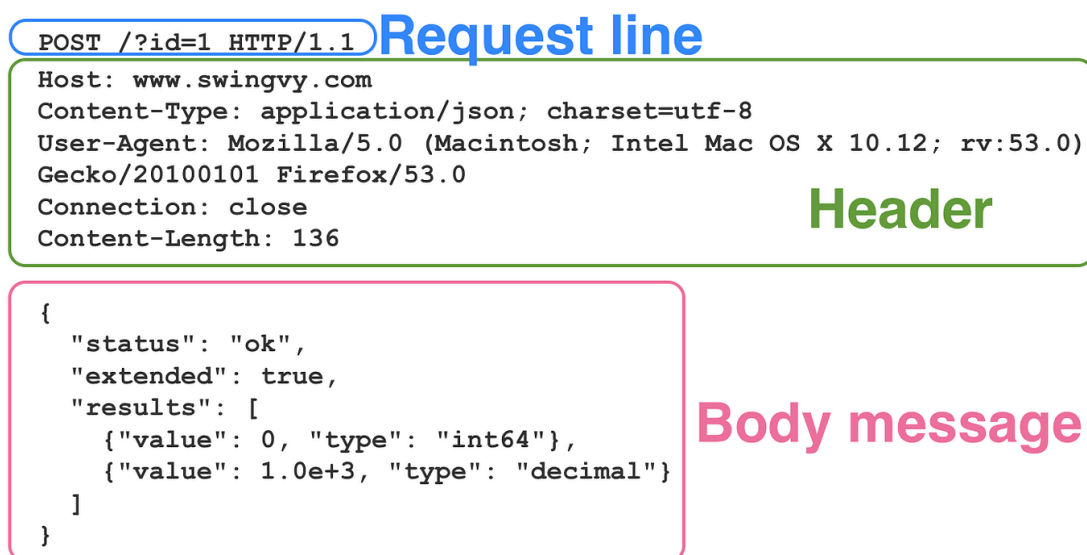 POST /?id=1 HTTP/1.1 Request line
Host: www.swingvy.com
Content-Type: application/json; charset=utf-8
User-Agent: Mozilla/5.0 (Macintosh; Intel Mac OS X 10.12; rv:53.0)
Gecko/20100101 Firefox/53.0
Connection: close
Header
Content-Length: 136
{
"status": "ok",
"extended": true,
"results": [
{"value": 0, "type": "int64"},
Body message
{"value": 1.0e+3, "type": "decimal"}
]
}